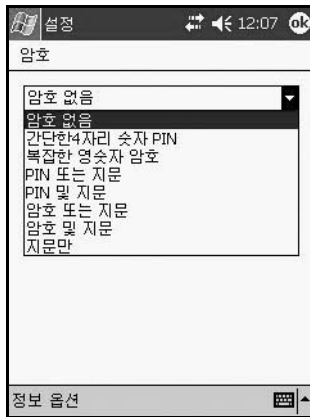 설정 12:07 ok
암호
암호 없음
암호 없음
간단한4자리 숫자 PIN
복잡한 영숫자 암호
PIN 또는 지문
PIN 및 지문
암호 또는 지문
암호 및 지문
지문만
정보 옵션